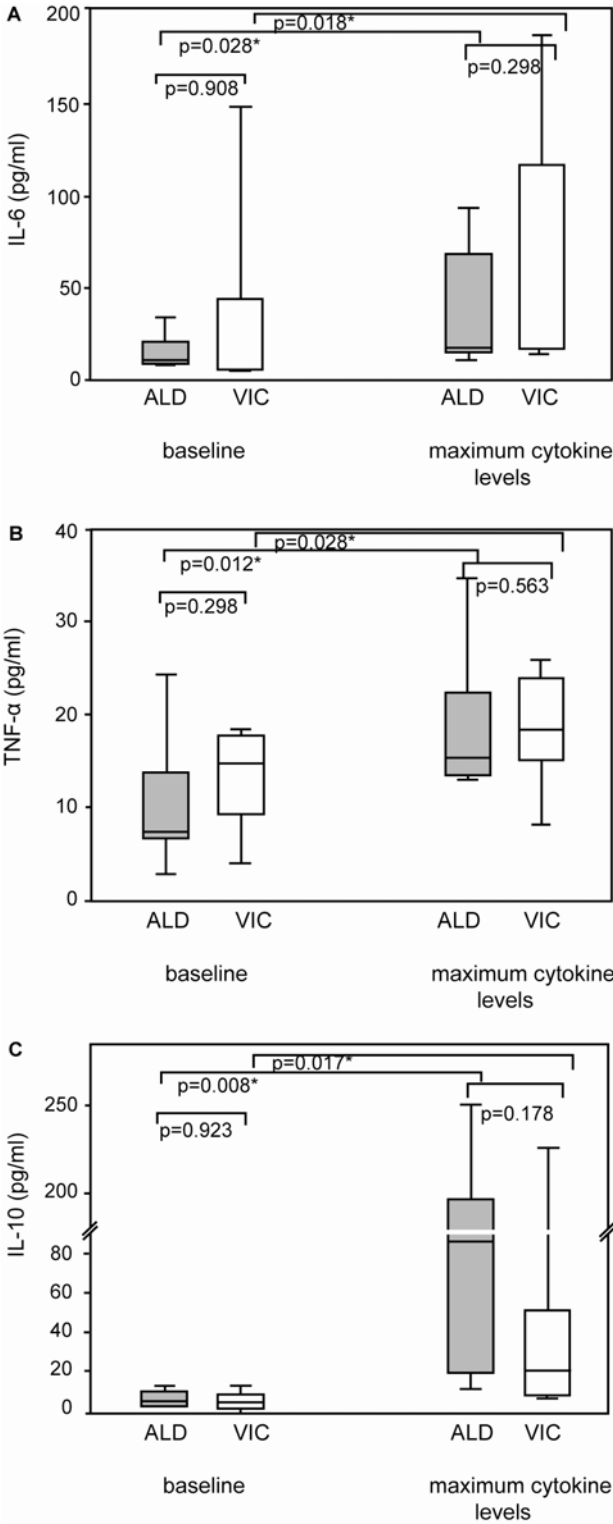 A
200
p=0.018*
p=0.028*
p=0.298
p=0.908
150
IL-6 (pg/ml)
100
50
0
ALD VIC ALD VIC
baseline maximum cytokine
levels
B
40
p=0.028*
p=0.012*
p=0.563
p=0.298
30
TNF-α (pg/ml)
20
10
0
ALD VIC ALD VIC
baseline maximum cytokine
levels
C
p=0.017*
p=0.008*
250
p=0.178
p=0.923
IL-10 (pg/ml)
200
80
60
40
20
0
ALD VIC ALD VIC
baseline maximum cytokine
levels